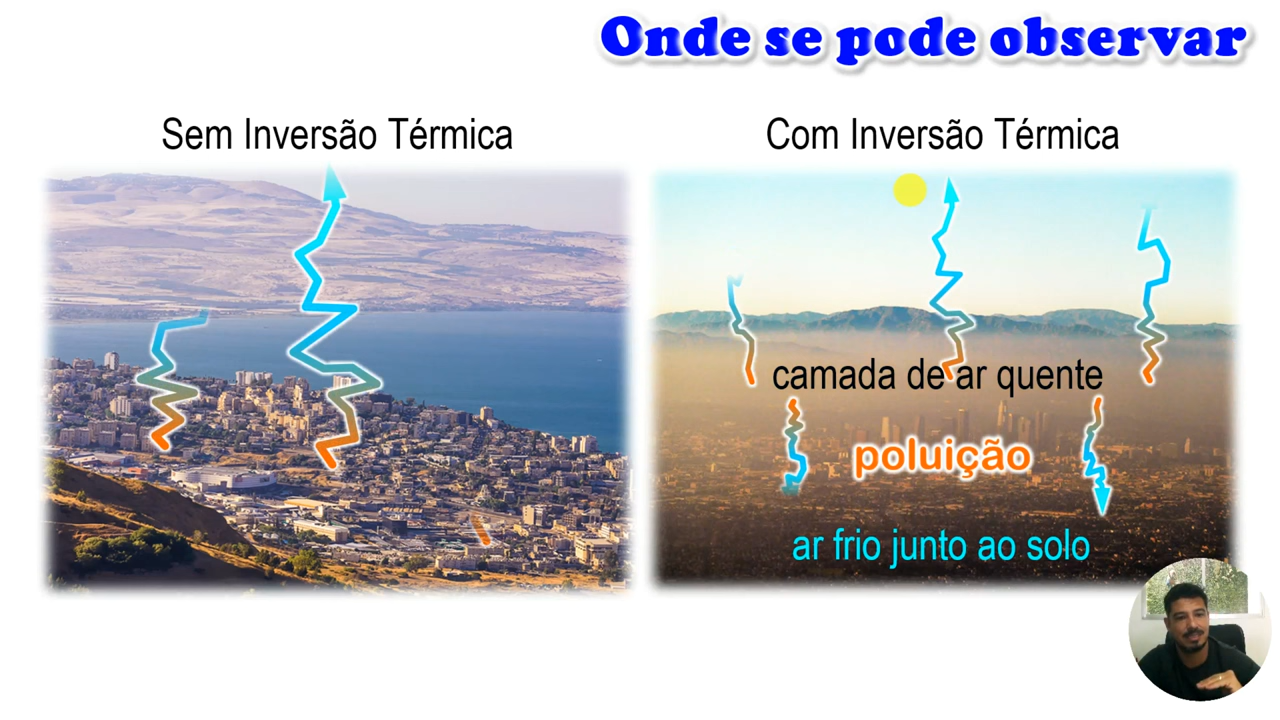 Onde se pode observar
Sem Inversão Térmica
Com Inversão Térmica
camada de ar quente
poluição
ar frio junto ao solo